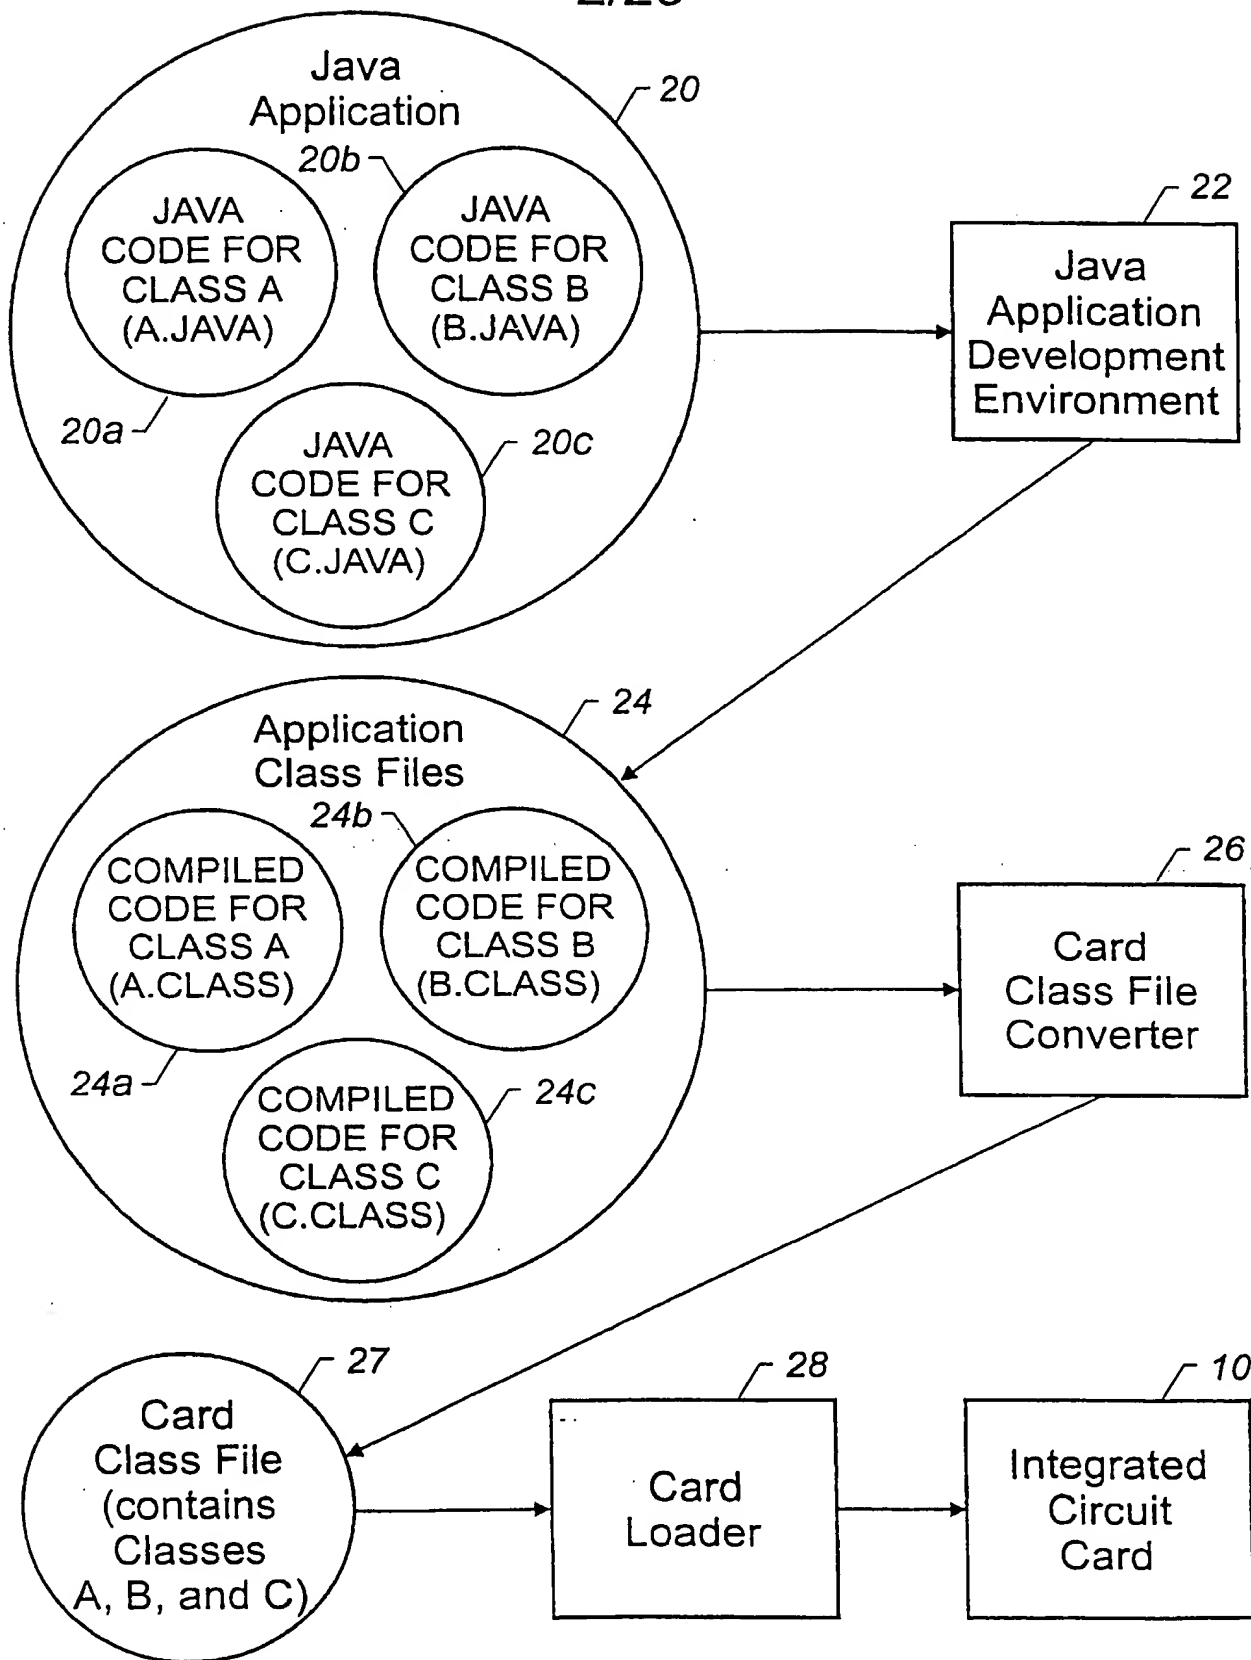 Java
Application
20
20b
JAVA
CODE FOR
CLASS A
(A.JAVA)
JAVA
CODE FOR
CLASS B
(B.JAVA)
20a
JAVA
CODE FOR
CLASS C
(C.JAVA)
20c
22
Java
Application
Development
Environment
Application
Class Files
24
24b
COMPILED
CODE FOR
CLASS A
(A.CLASS)
COMPILED
CODE FOR
CLASS B
(B.CLASS)
24a
COMPILED
CODE FOR
CLASS C
(C.CLASS)
24c
26
Card
Class File
Converter
27
Card
Class File
(contains
Classes
A, B, and C)
28
Card
Loader
10
Integrated
Circuit
Card